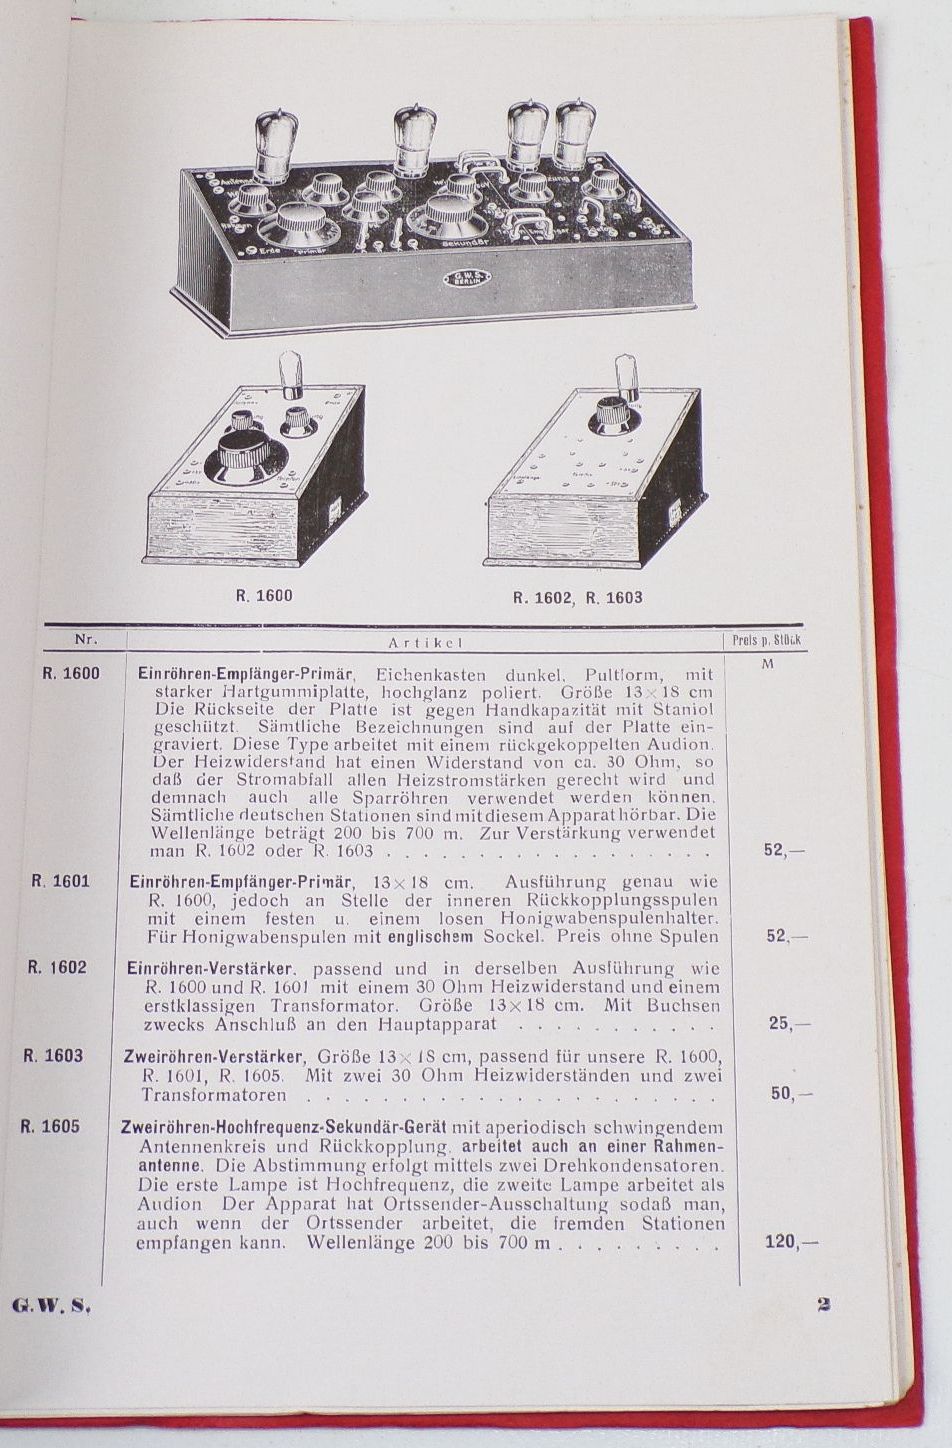 Antenne
Rahmen
Erde
Primär
Sekundär
G.W.S.
BERLIN
Telefon
Telefon
R. 1600
R. 1602, R. 1603
Nr.
Artikel
Preis p. Stück
M
R. 1600
Einröhren-Empfänger-Primär, Eichenkasten dunkel, Pultform, mit
starker Hartgummiplatte, hochglanz poliert. Größe 13×18 cm
Die Rückseite der Platte ist gegen Handkapazität mit Staniol
geschützt. Sämtliche Bezeichnungen sind auf der Platte ein-
graviert. Diese Type arbeitet mit einem rückgekoppelten Audion.
Der Heizwiderstand hat einen Widerstand von ca. 30 Ohm, so
daß der Stromabfall allen Heizstromstärken gerecht wird und
demnach auch alle Sparröhren verwendet werden können.
Sämtliche deutschen Stationen sind mit diesem Apparat hörbar. Die
Wellenlänge beträgt 200 bis 700 m. Zur Verstärkung verwendet
man R. 1602 oder R. 1603 . . . . . . . . . . . . . . . . . 52,—
R. 1601
Einröhren-Empfänger-Primär, 13×18 cm. Ausführung genau wie
R. 1600, jedoch an Stelle der inneren Rückkopplungsspulen
mit einem festen u. einem losen Honigwabenspulenhalter.
Für Honigwabenspulen mit englischem Sockel. Preis ohne Spulen 52,—
R. 1602
Einröhren-Verstärker, passend und in derselben Ausführung wie
R. 1600 und R. 1601 mit einem 30 Ohm Heizwiderstand und einem
erstklassigen Transformator. Größe 13×18 cm. Mit Buchsen
zwecks Anschluß an den Hauptapparat . . . . . . . . . . . 25,—
R. 1603
Zweiröhren-Verstärker, Größe 13×18 cm, passend für unsere R. 1600,
R. 1601, R. 1605. Mit zwei 30 Ohm Heizwiderständen und zwei
Transformatoren . . . . . . . . . . . . . . . . . . . . . 50,—
R. 1605
Zweiröhren-Hochfrequenz-Sekundär-Gerät mit aperiodisch schwingendem
Antennenkreis und Rückkopplung, arbeitet auch an einer Rahmen-
antenne. Die Abstimmung erfolgt mittels zwei Drehkondensatoren.
Die erste Lampe ist Hochfrequenz, die zweite Lampe arbeitet als
Audion Der Apparat hat Ortssender-Ausschaltung sodaß man,
auch wenn der Ortssender arbeitet, die fremden Stationen
empfangen kann. Wellenlänge 200 bis 700 m . . . . . . . . . 120,—
G.W.S.
2